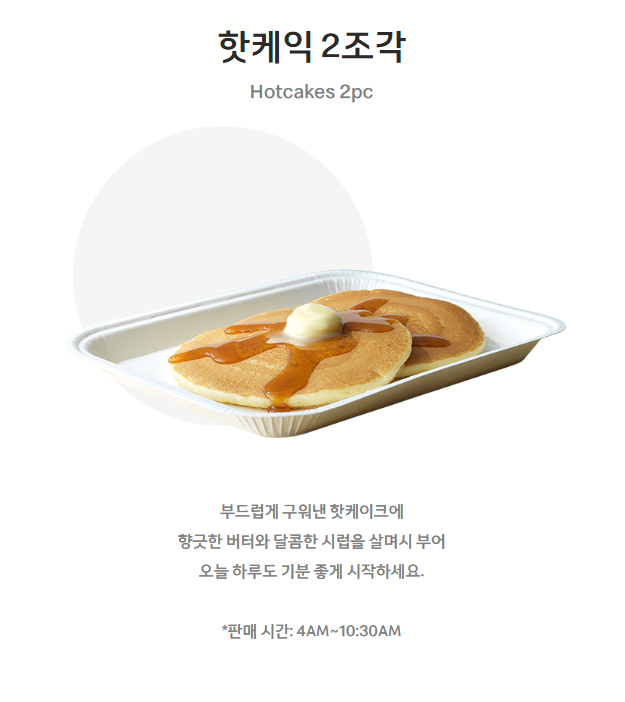 핫케익 2조각
Hotcakes 2pc
부드럽게 구워낸 핫케이크에
향긋한 버터와 달콤한 시럽을 살며시 부어
오늘 하루도 기분 좋게 시작하세요.
*판매 시간: 4AM~10:30AM